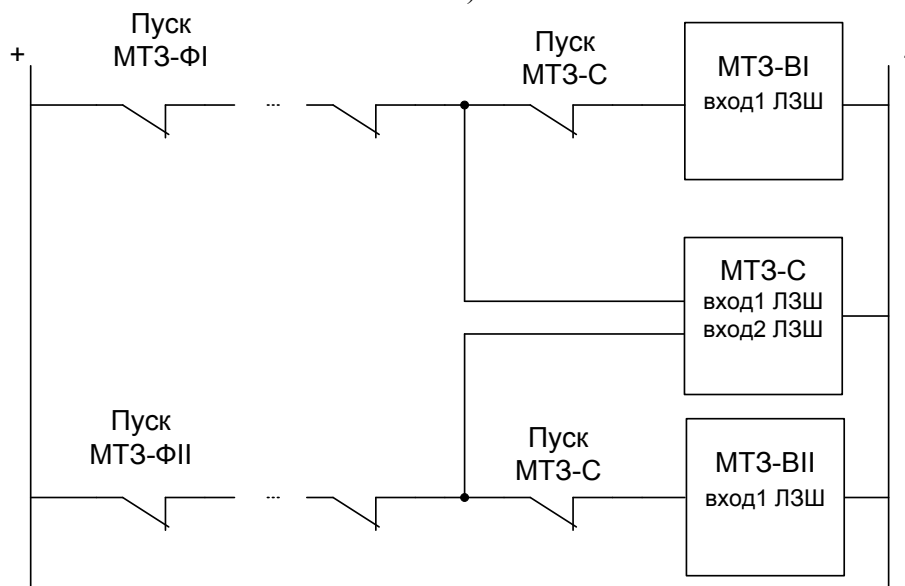 )
+
-
Пуск
МТЗ-ФI
...
Пуск
МТЗ-С
МТЗ-ВI
вход1 ЛЗШ
МТЗ-С
вход1 ЛЗШ
вход2 ЛЗШ
Пуск
МТЗ-ФII
...
Пуск
МТЗ-С
МТЗ-ВII
вход1 ЛЗШ